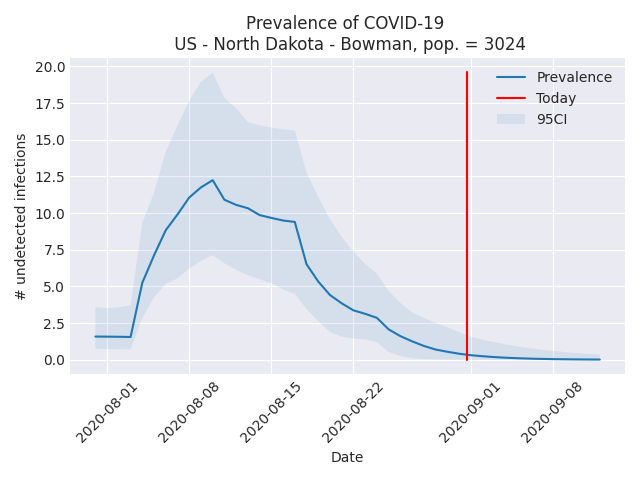 Prevalence of COVID-19
US - North Dakota - Bowman, pop. = 3024
20.0
17.5
15.0
12.5
10.0
7.5
5.0
2.5
0.0
# undetected infections
Prevalence
Today
95CI
2020-08-01
2020-08-08
2020-08-15
2020-08-22
2020-09-01
2020-09-08
Date